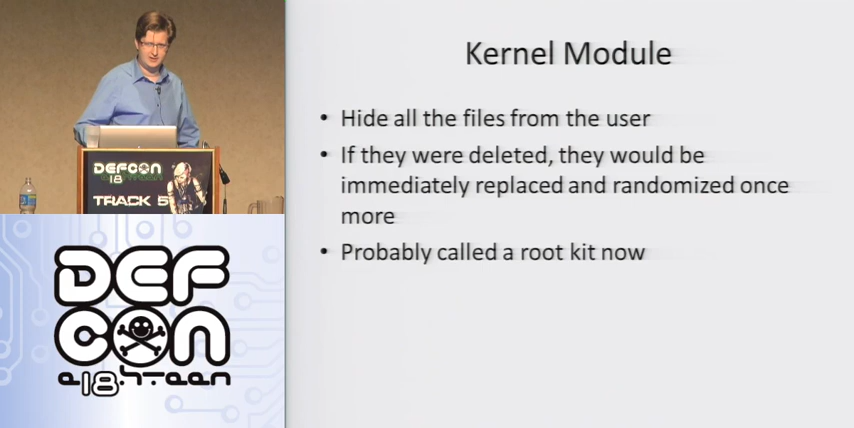 Kernel Module
• Hide all the files from the user
• If they were deleted, they would be
immediately replaced and randomized once
more
• Probably called a root kit now
DEFCON
18
TRACK 5
DEF
CON
e18hteen